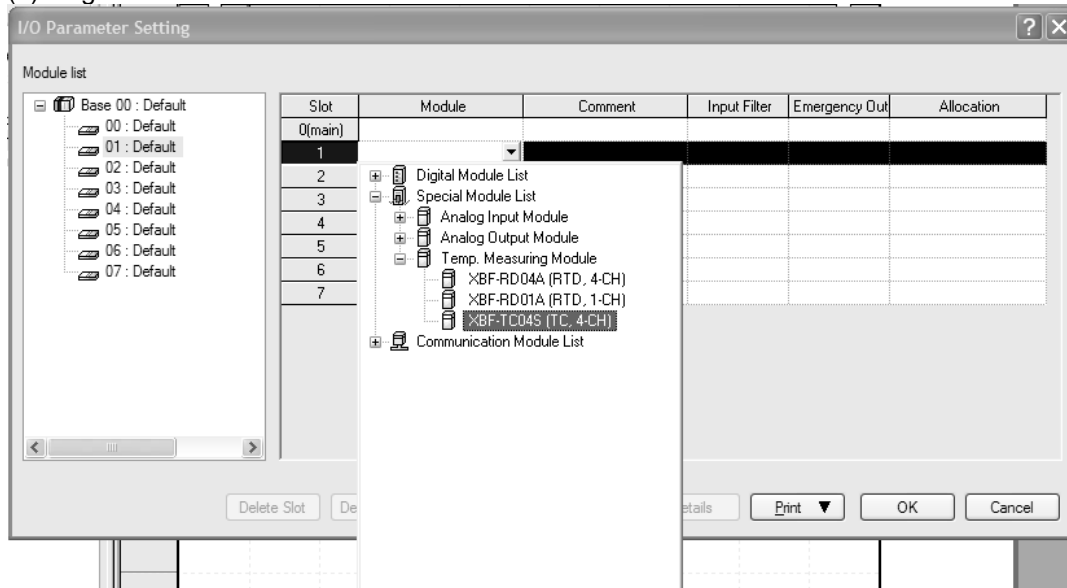 I/O Parameter Setting
Module list
Base 00 : Default
00 : Default
01 : Default
02 : Default
03 : Default
04 : Default
05 : Default
06 : Default
07 : Default
Slot Module Comment Input Filter Emergency Out Allocation
0(main)
1
2
3
4
5
6
7
Digital Module List
Special Module List
Analog Input Module
Analog Output Module
Temp. Measuring Module
XBF-RD04A (RTD, 4-CH)
XBF-RD01A (RTD, 1-CH)
XBF-TC04S (TC, 4-CH)
Communication Module List
Delete Slot De etails Print ▼ OK Cancel